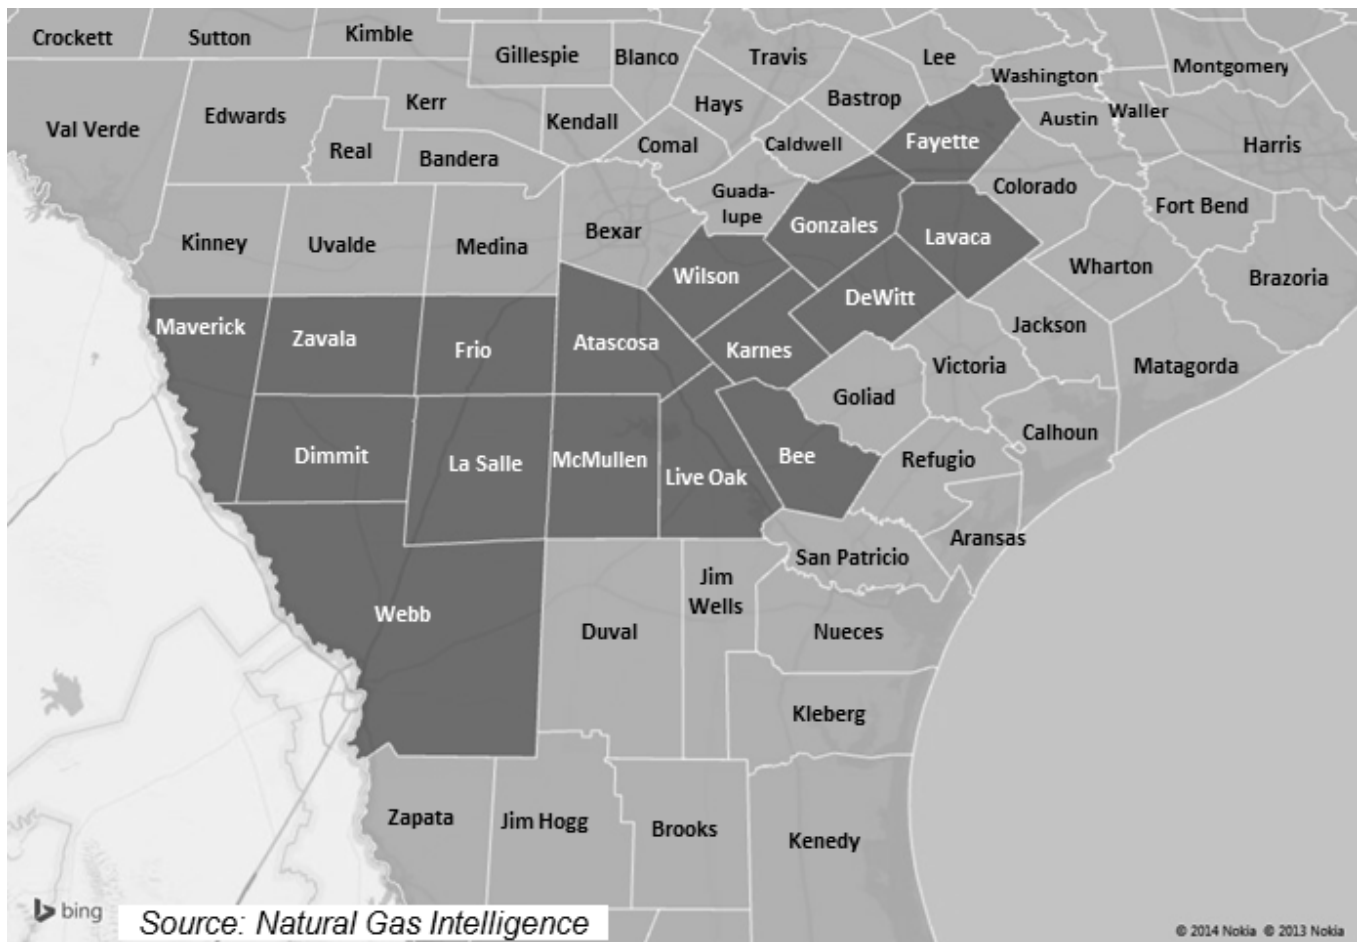 Crockett
Sutton
Kimble
Gillespie
Blanco
Travis
Lee
Washington
Montgomery
Val Verde
Edwards
Kerr
Real
Bandera
Kendall
Hays
Comal
Bastrop
Caldwell
Fayette
Austin
Waller
Harris
Kinney
Uvalde
Medina
Bexar
Guada-
lupe
Gonzales
Lavaca
Colorado
Fort Bend
Wharton
Brazoria
Maverick
Zavala
Frio
Atascosa
Wilson
Karnes
DeWitt
Jackson
Victoria
Matagorda
Goliad
Calhoun
Dimmit
La Salle
McMullen
Live Oak
Bee
Refugio
Aransas
San Patricio
Webb
Duval
Jim
Wells
Nueces
Kleberg
Zapata
Jim Hogg
Brooks
Kenedy
bing
Source: Natural Gas Intelligence
© 2014 Nokia © 2013 Nokia